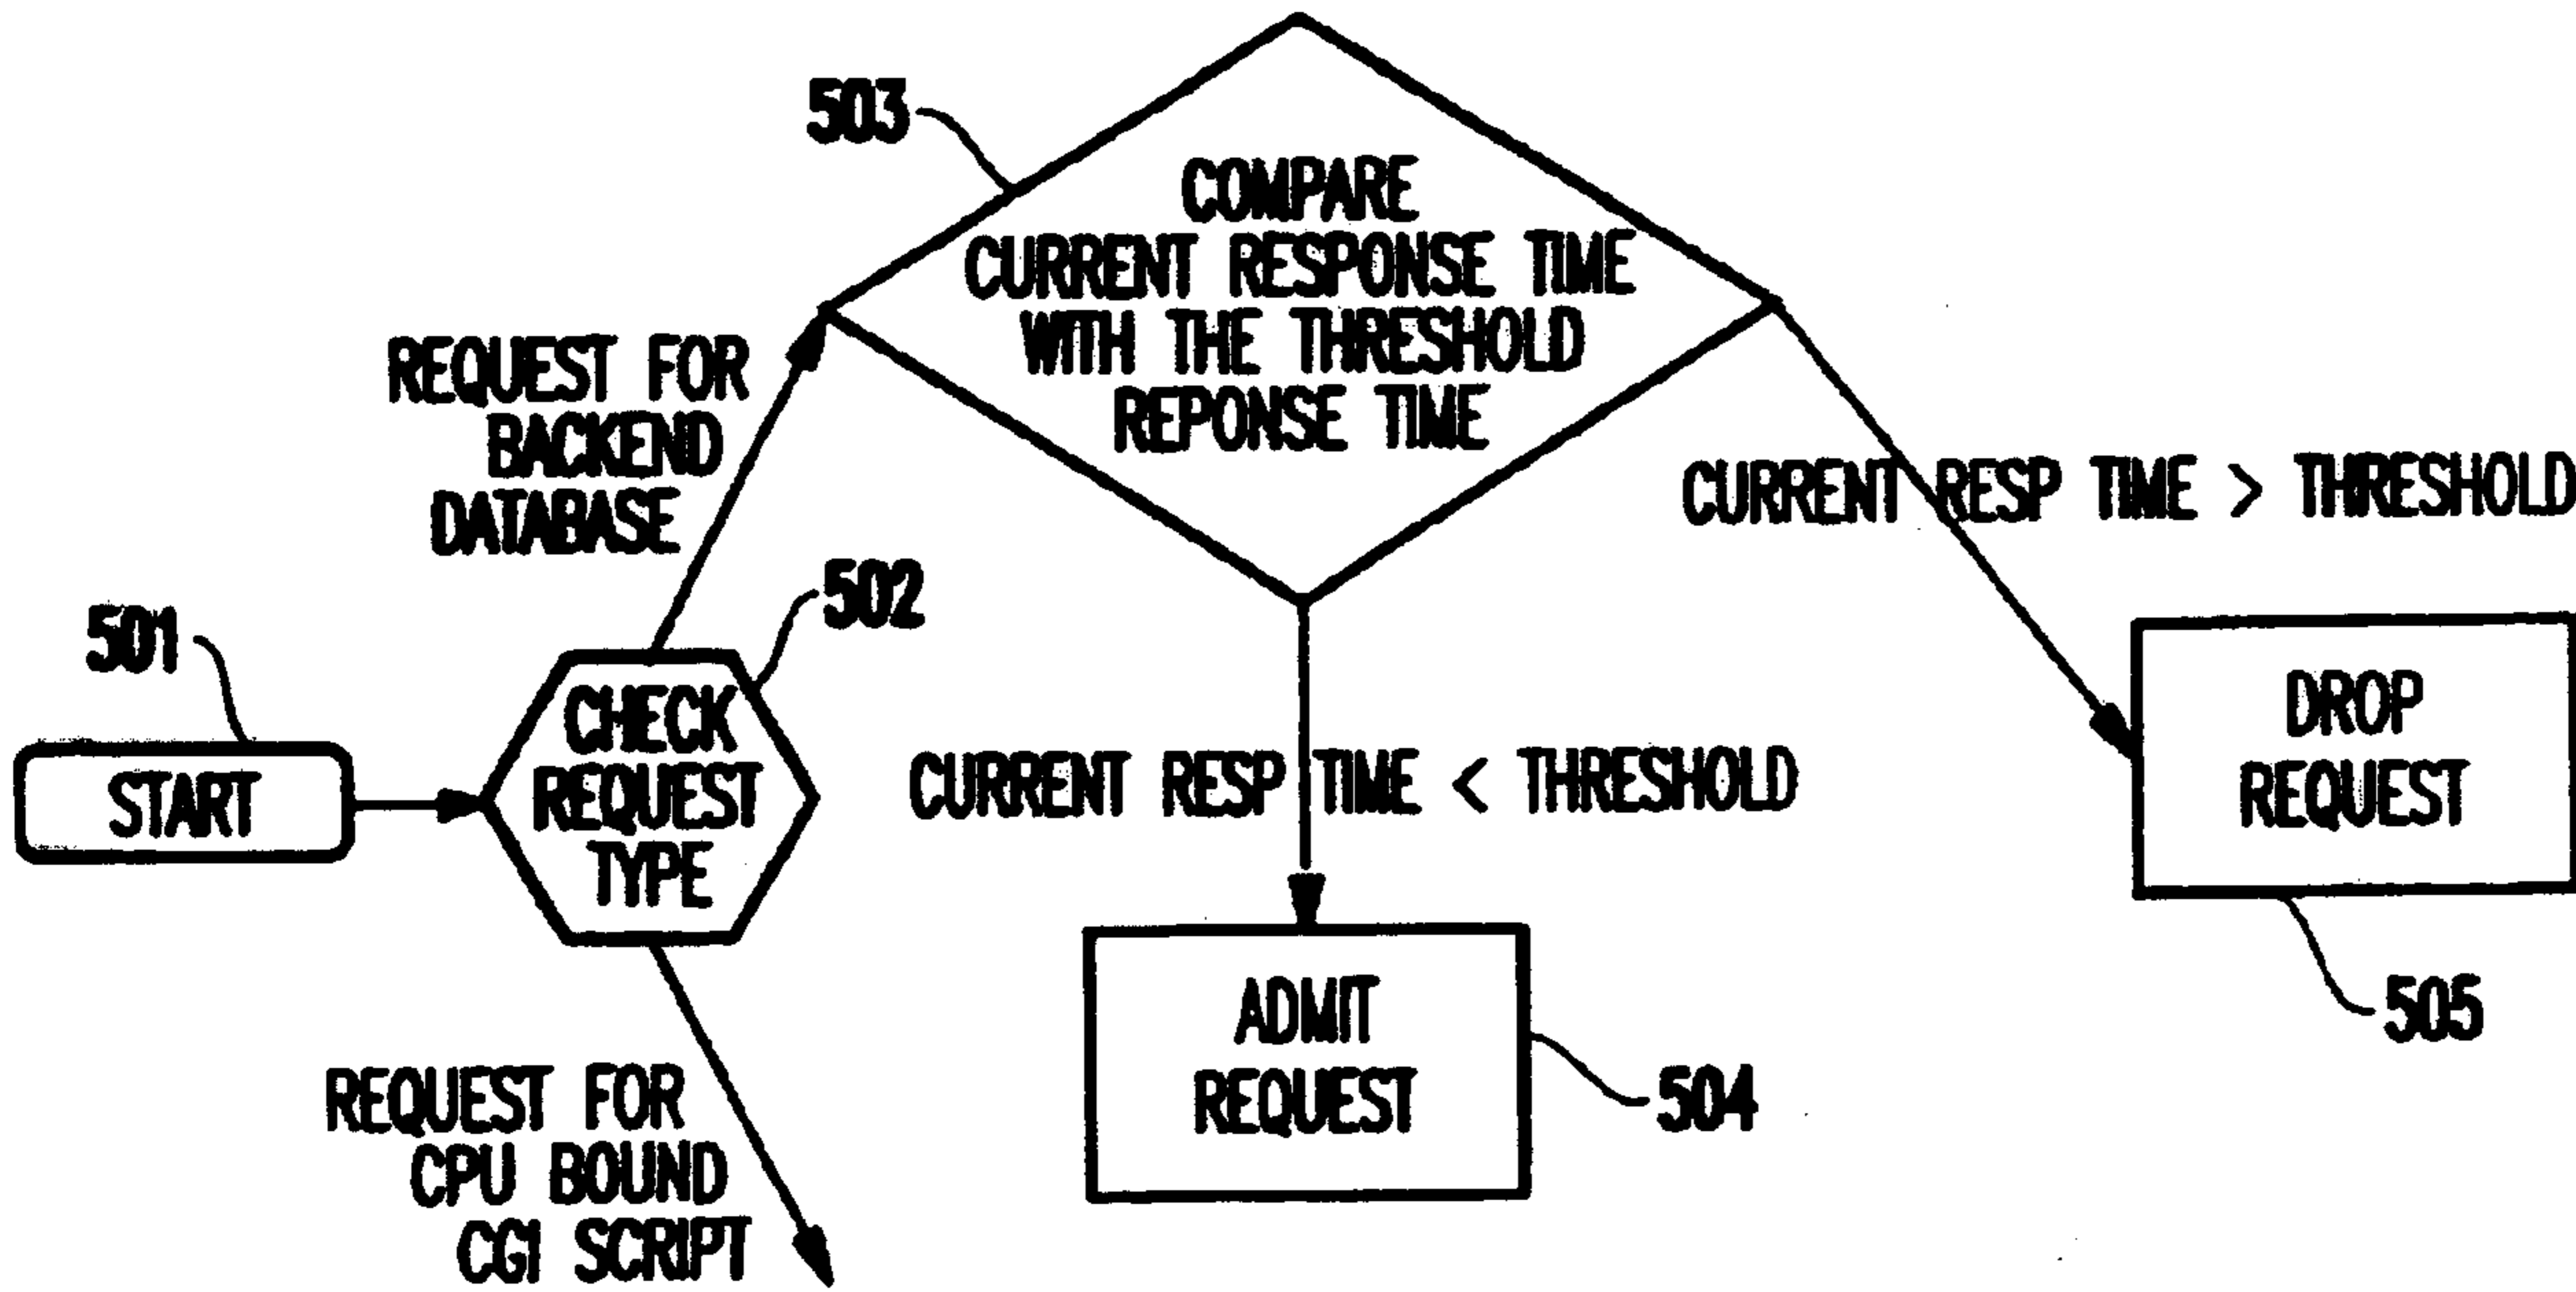 503
COMPARE
CURRENT RESPONSE TIME
WITH THE THRESHOLD
REPONSE TIME
REQUEST FOR
BACKEND
DATABASE
CURRENT RESP TIME > THRESHOLD
502
501
CHECK
REQUEST
TYPE
START
CURRENT RESP TIME < THRESHOLD
DROP
REQUEST
ADMIT
REQUEST
505
504
REQUEST FOR
CPU BOUND
CGI SCRIPT